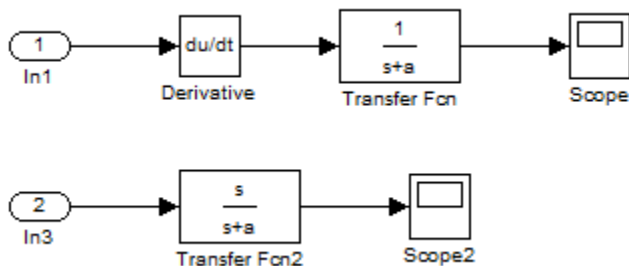 1
In1
du/dt
Derivative
1
s+a
Transfer Fcn
Scope
2
In3
s
s+a
Transfer Fcn2
Scope2